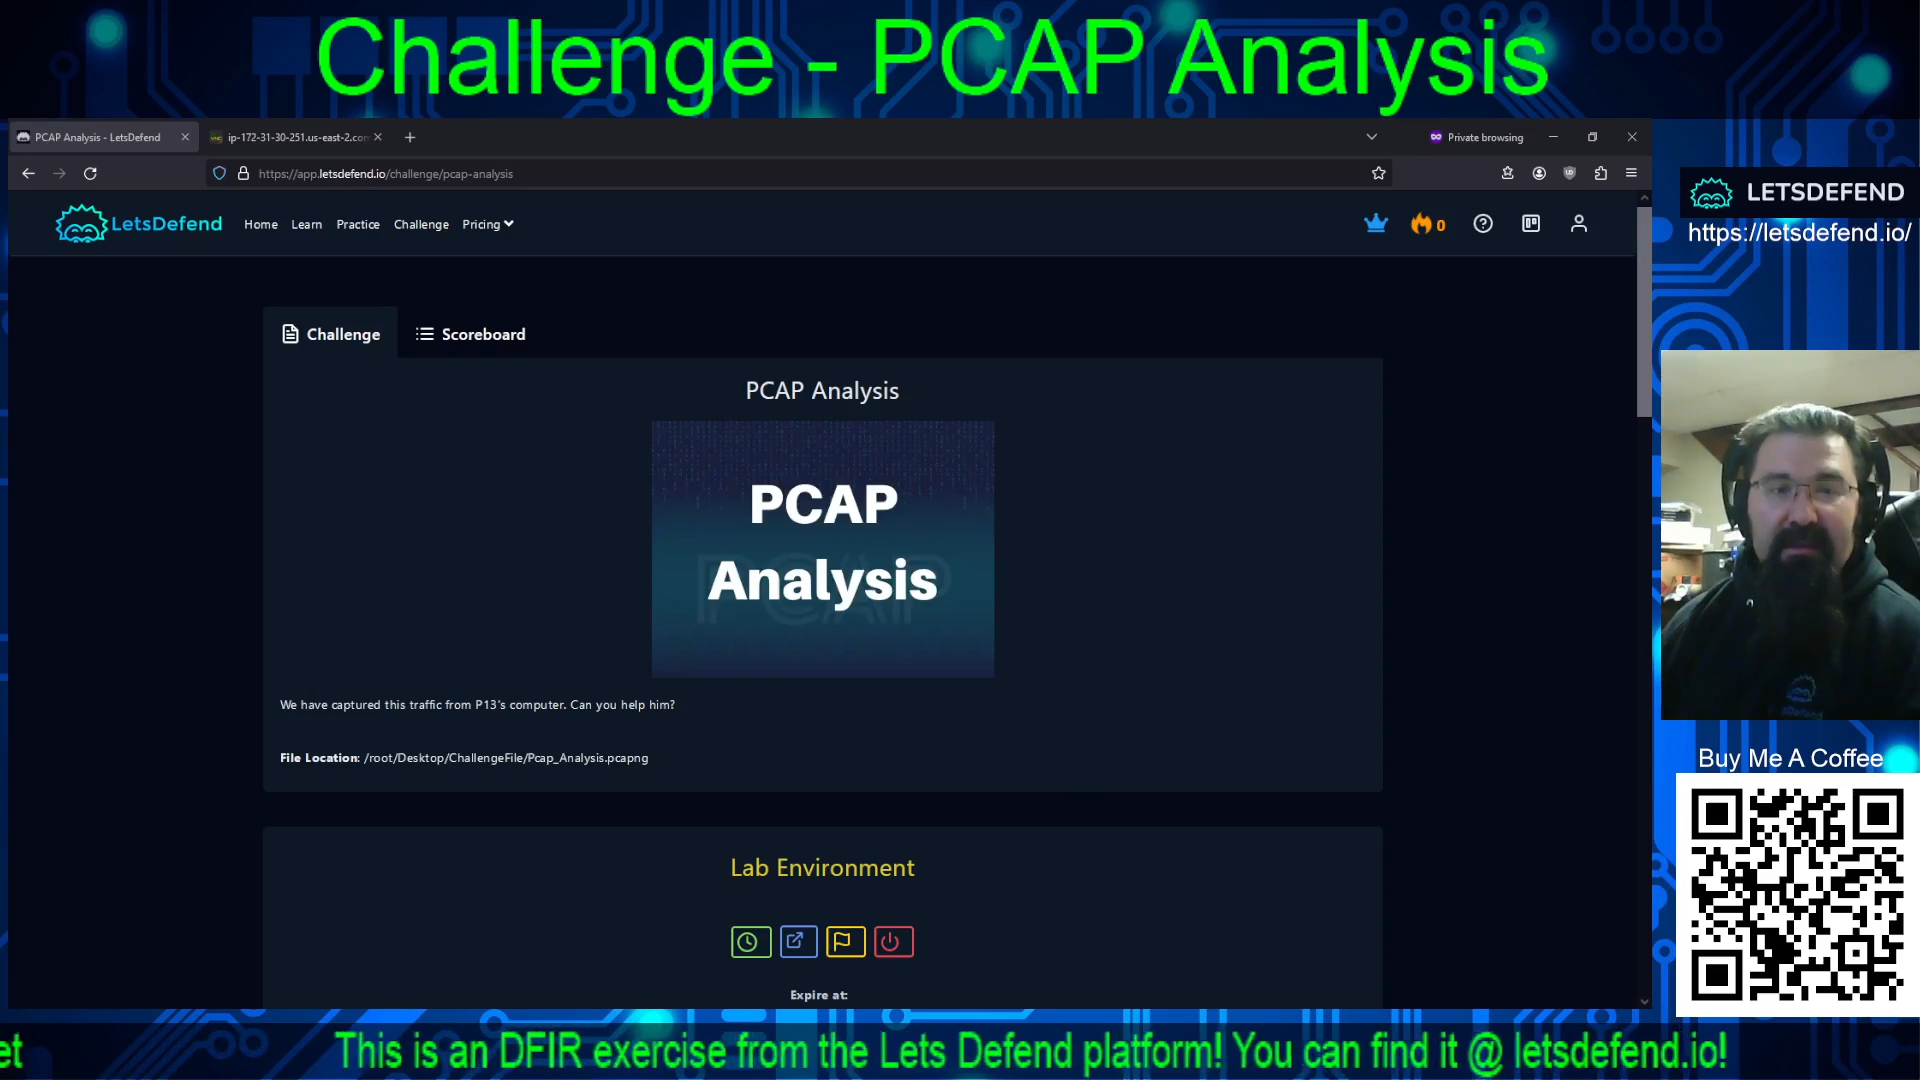 Challenge - PCAP Analysis
PCAP Analysis - LetsDefend
ip-172-31-30-251.us-east-2.con
Private browsing
https://app.letsdefend.io/challenge/pcap-analysis
LETSDEFEND
https://letsdefend.io/
LetsDefend
Home Learn Practice Challenge Pricing
0
Challenge
Scoreboard
PCAP Analysis
PCAP
Analysis
We have captured this traffic from P13's computer. Can you help him?
File Location: /root/Desktop/ChallengeFile/Pcap_Analysis.pcapng
Buy Me A Coffee
Lab Environment
Expire at:
et
This is an DFIR exercise from the Lets Defend platform! You can find it @ letsdefend.io!